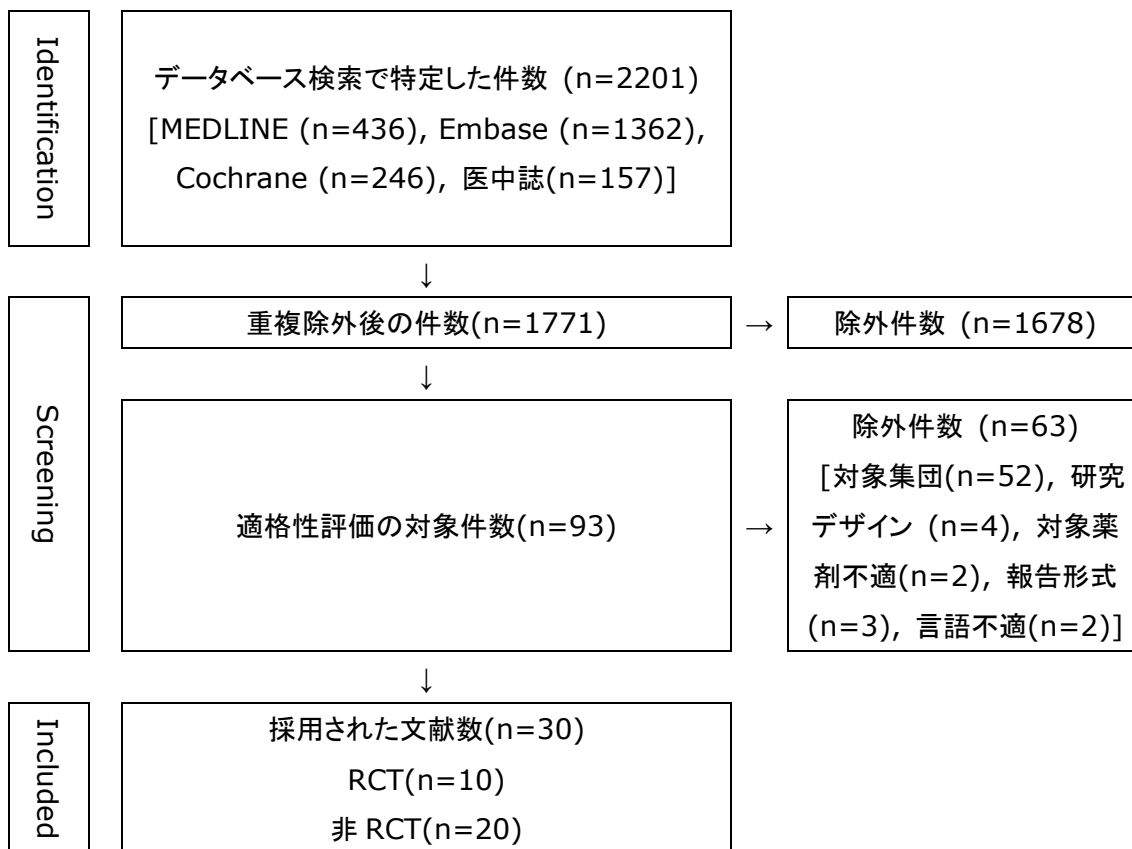 Identification
データベース検索で特定した件数 (n=2201)
[MEDLINE (n=436), Embase (n=1362),
Cochrane (n=246), 医中誌(n=157)]
↓
Screening
重複除外後の件数(n=1771)
→
除外件数 (n=1678)
↓
適格性評価の対象件数(n=93)
→
除外件数 (n=63)
[対象集団(n=52), 研究
デザイン (n=4), 対象薬
剤不適(n=2), 報告形式
(n=3), 言語不適(n=2)]
↓
Included
採用された文献数(n=30)
RCT(n=10)
非 RCT(n=20)